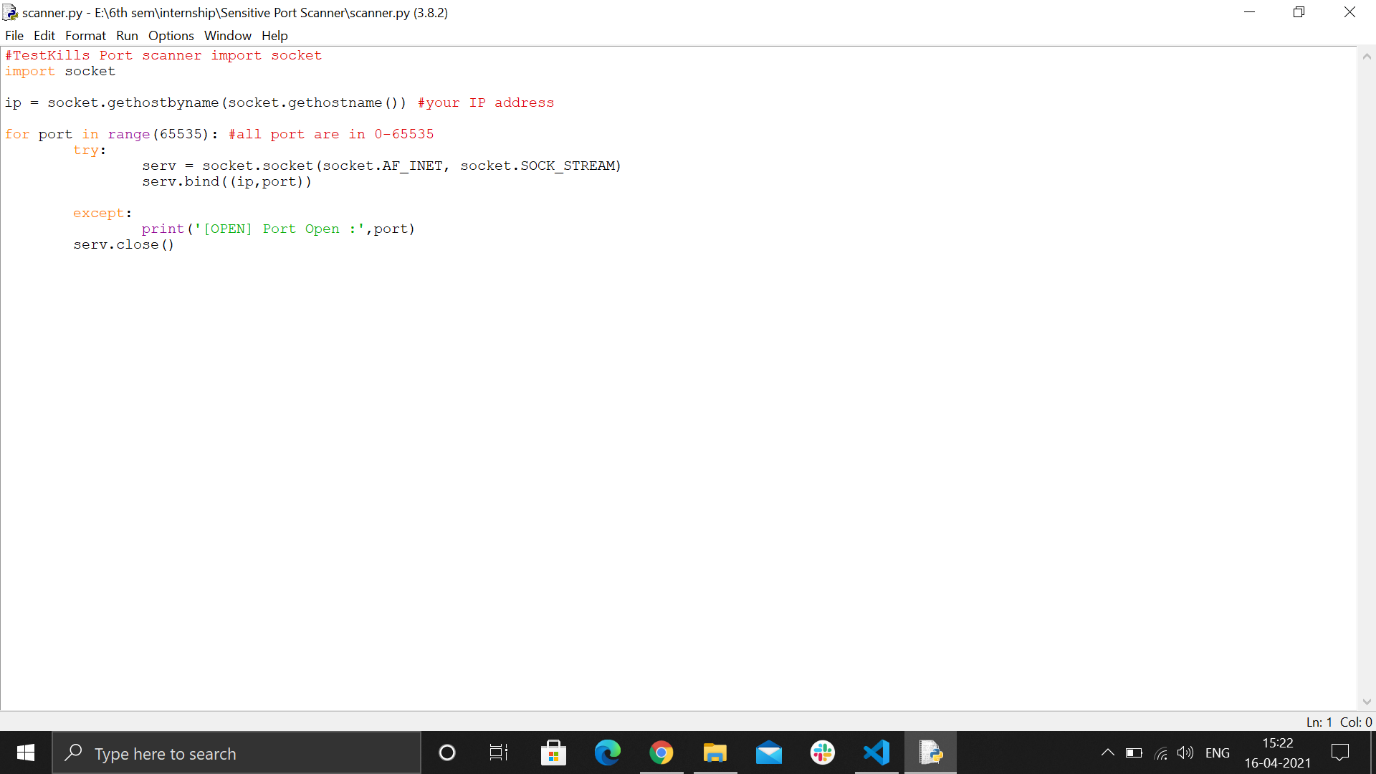 scanner.py - E:\6th sem\internship\Sensitive Port Scanner\scanner.py (3.8.2)
File Edit Format Run Options Window Help
#TestKills Port scanner import socket
import socket
ip = socket.gethostbyname(socket.gethostname()) #your IP address
for port in range(65535): #all port are in 0-65535
try:
serv = socket.socket(socket.AF_INET, socket.SOCK_STREAM)
serv.bind((ip,port))
except:
print('[OPEN] Port Open :',port)
serv.close()
Ln: 1 Col: 0
Type here to search
ENG
15:22
16-04-2021